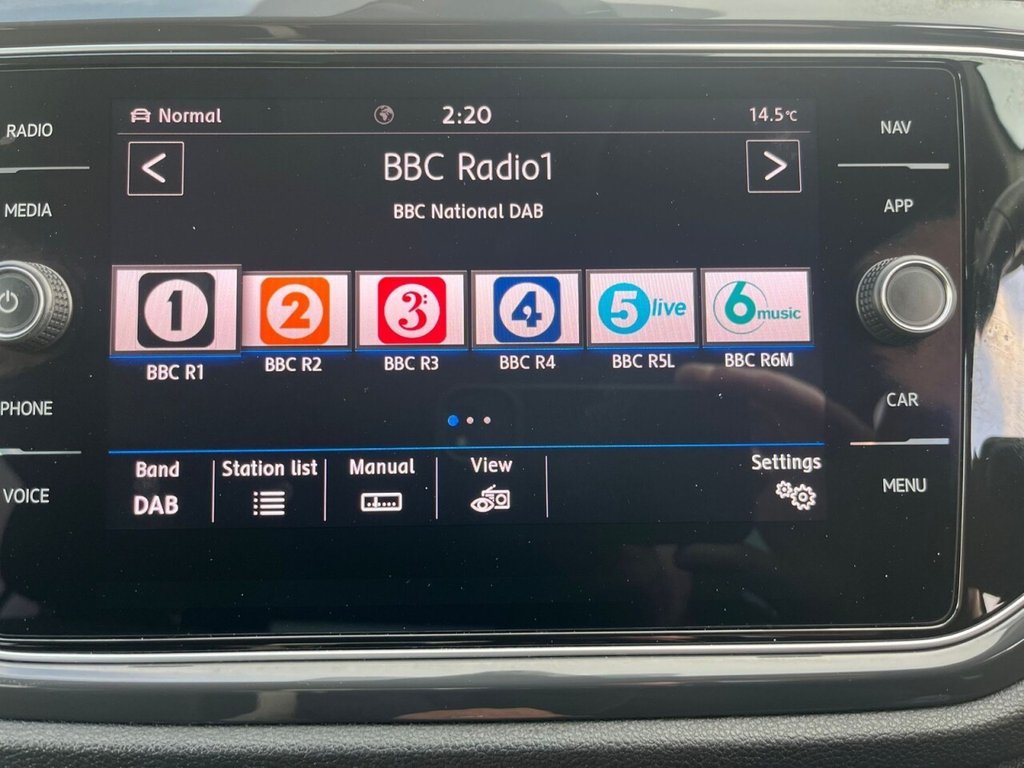 RADIO
MEDIA
PHONE
VOICE
Normal
2:20
14.5°C
<
BBC Radio1
>
BBC National DAB
1
2
3:
4
5 live
6 music
BBC R1
BBC R2
BBC R3
BBC R4
BBC R5L
BBC R6M
Band
DAB
Station list
Manual
View
Settings
NAV
APP
CAR
MENU